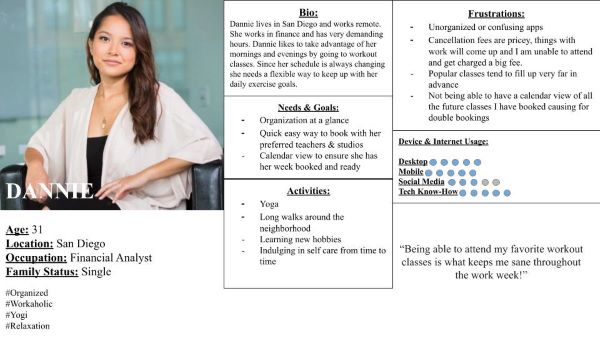 DANNIE
Age: 31
Location: San Diego
Occupation: Financial Analyst
Family Status: Single
#Organized
#Workaholic
#Yogi
#Relaxation
Bio:
Dannie lives in San Diego and works remote.
She works in finance and has very demanding
hours. Dannie likes to take advantage of her
mornings and evenings by going to workout
classes. Since her schedule is always changing
she needs a flexible way to keep up with her
daily exercise goals.
Needs & Goals:
- Organization at a glance
- Quick easy way to book with her
preferred teachers & studios
- Calendar view to ensure she has
her week booked and ready
Activities:
- Yoga
- Long walks around the
neighborhood
- Learning new hobbies
- Indulging in self care from time to
time
Frustrations:
- Unorganized or confusing apps
- Cancellation fees are pricey, things with
work will come up and I am unable to attend
and get charged a big fee.
- Popular classes tend to fill up very far in
advance
- Not being able to have a calendar view of all
the future classes I have booked causing for
double bookings
Device & Internet Usage:
Desktop
Mobile
Social Media
Tech Know-How
“Being able to attend my favorite workout
classes is what keeps me sane throughout
the work week!”